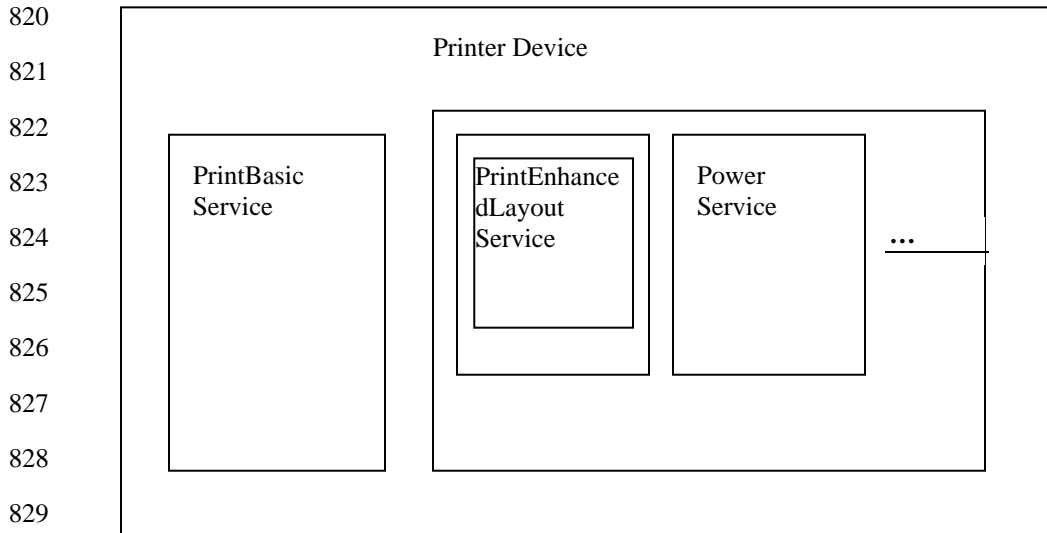 820
Printer Device
821
822
823
PrintBasic
Service
PrintEnhance
dLayout
Service
Power
Service
824
...
825
826
827
828
829